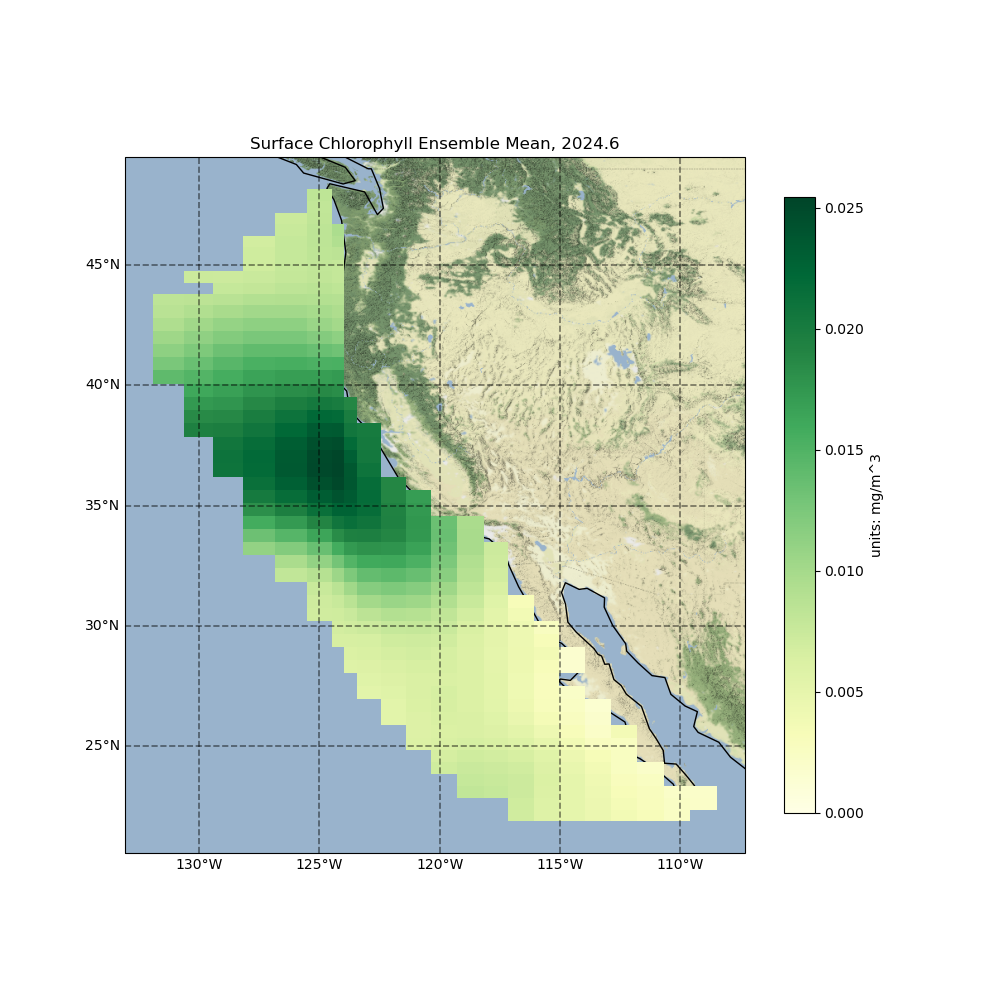 Surface Chlorophyll Ensemble Mean, 2024.6
45°N
40°N
35°N
30°N
25°N
130°W
125°W
120°W
115°W
110°W
0.025
0.020
0.015
0.010
0.005
0.000
units: mg/m^3